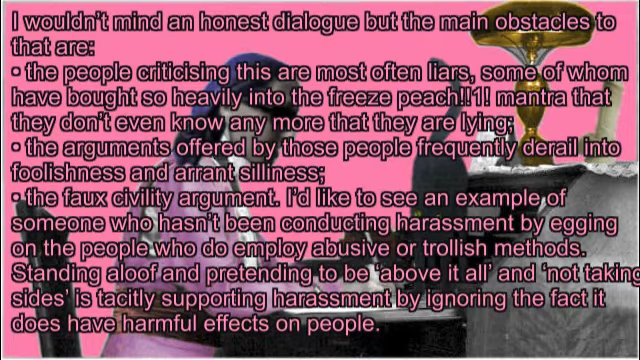 I wouldn't mind an honest dialogue but the main obstacles to
that are:
• the people criticising this are most often liars, some of whom
have bought so heavily into the freeze peach!!1! mantra that
they don't even know any more that they are lying;
• the arguments offered by those people frequently derail into
foolishness and arrant silliness;
• the faux civility argument. I'd like to see an example of
someone who hasn't been conducting harassment by egging
on the people who do employ abusive or trollish methods.
Standing aloof and pretending to be 'above it all' and 'not taking
sides' is tacitly supporting harassment by ignoring the fact it
does have harmful effects on people.